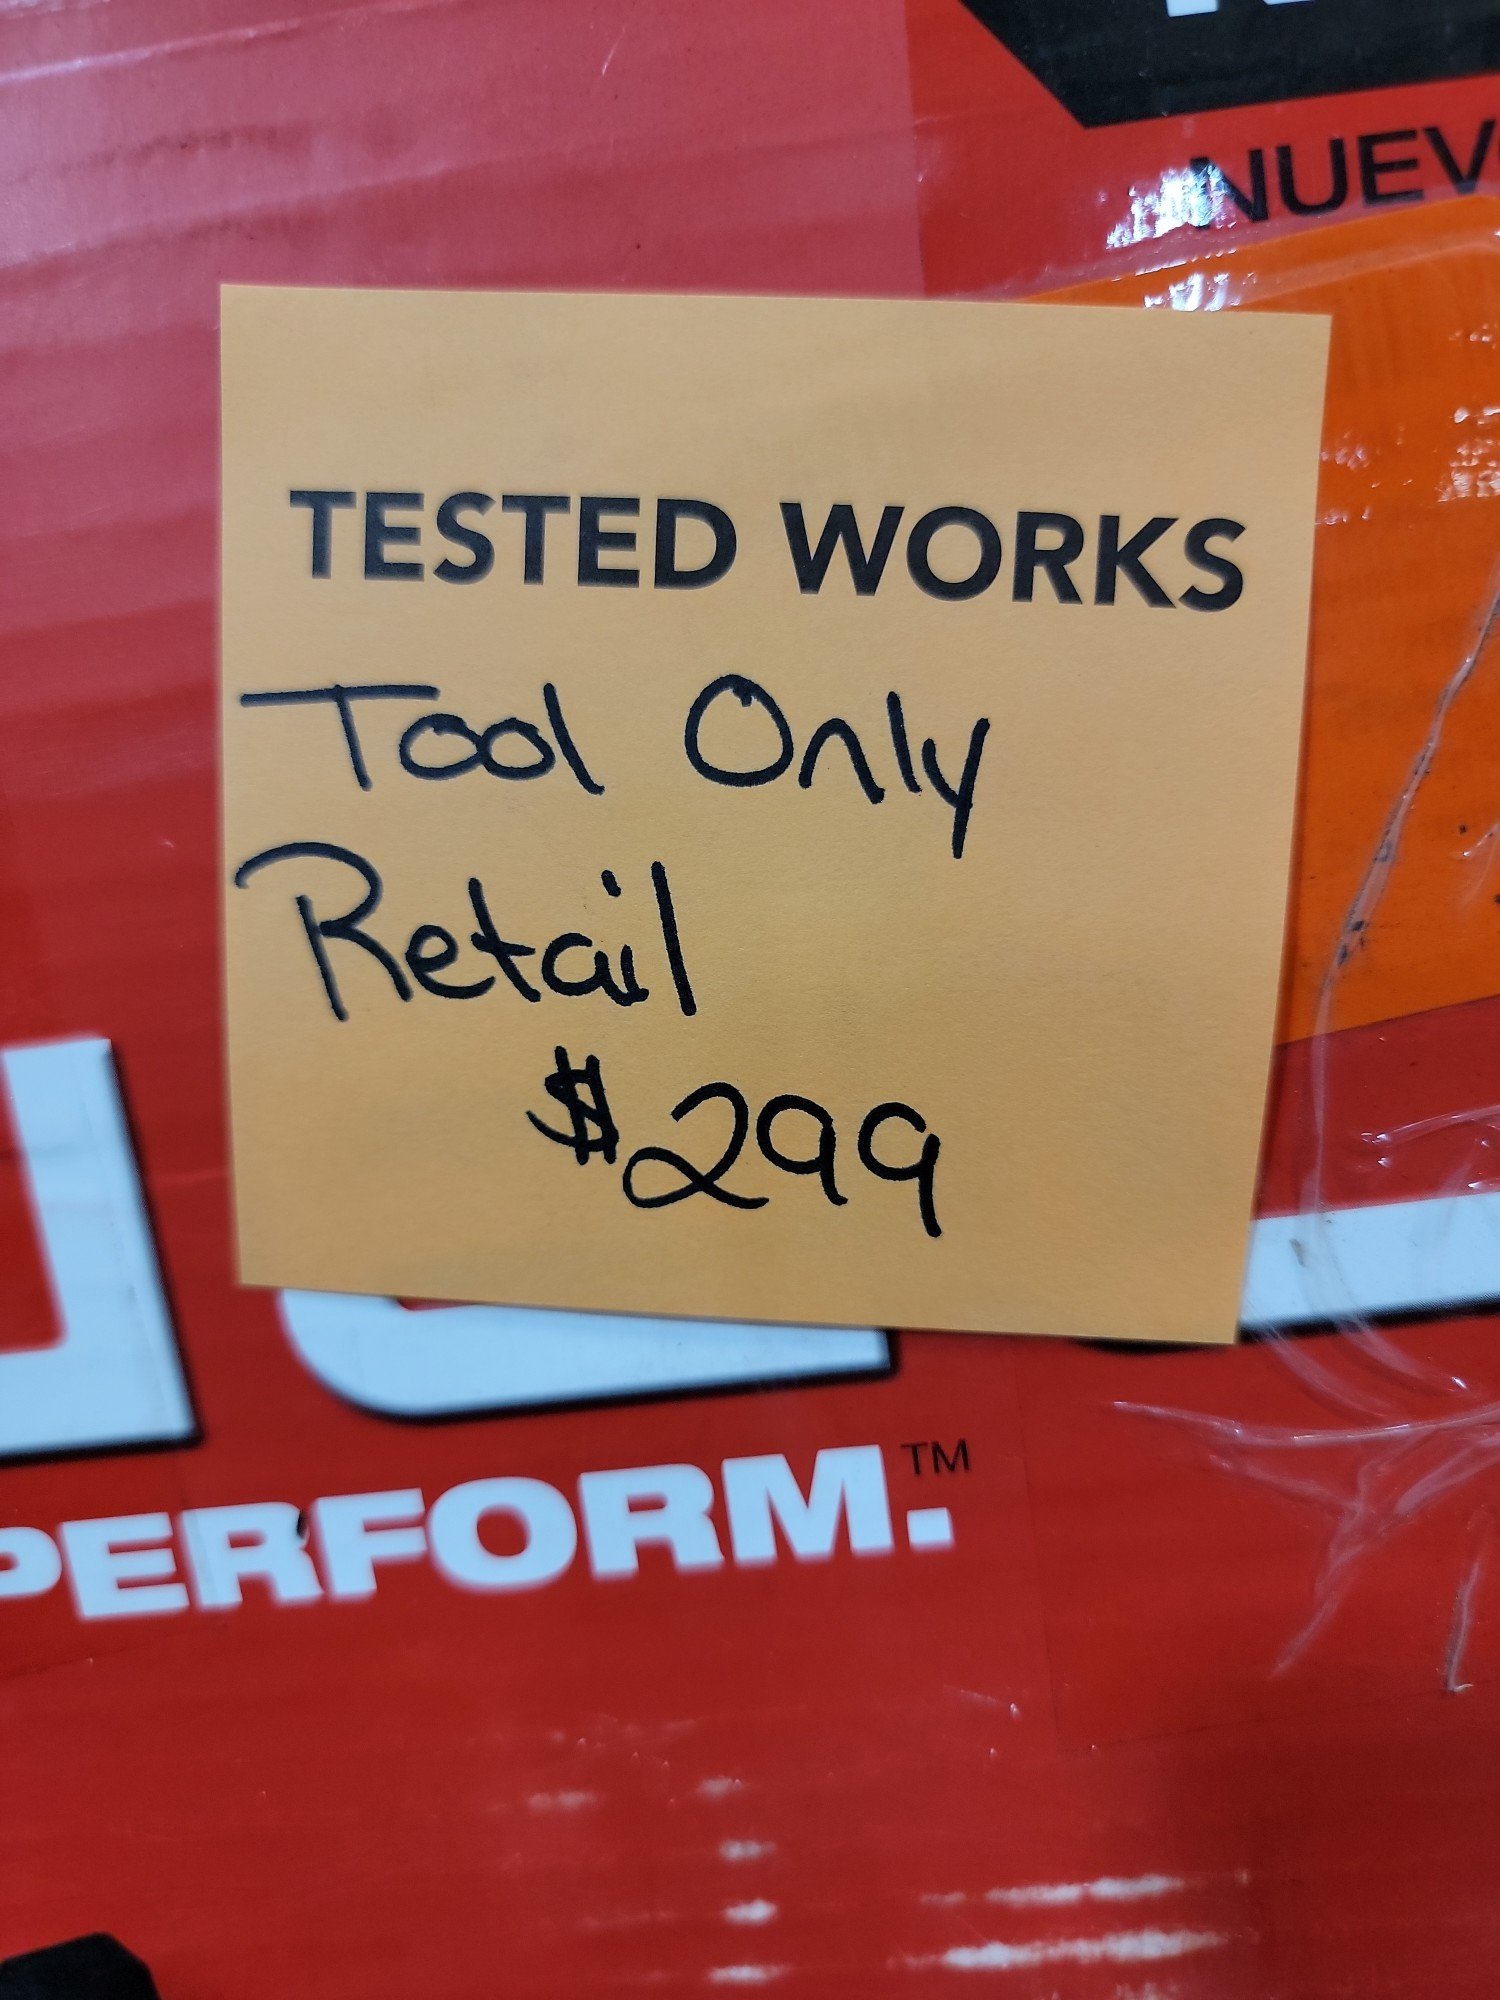 NUEV
TESTED WORKS
Tool Only
Retail
$299
PERFORM.™